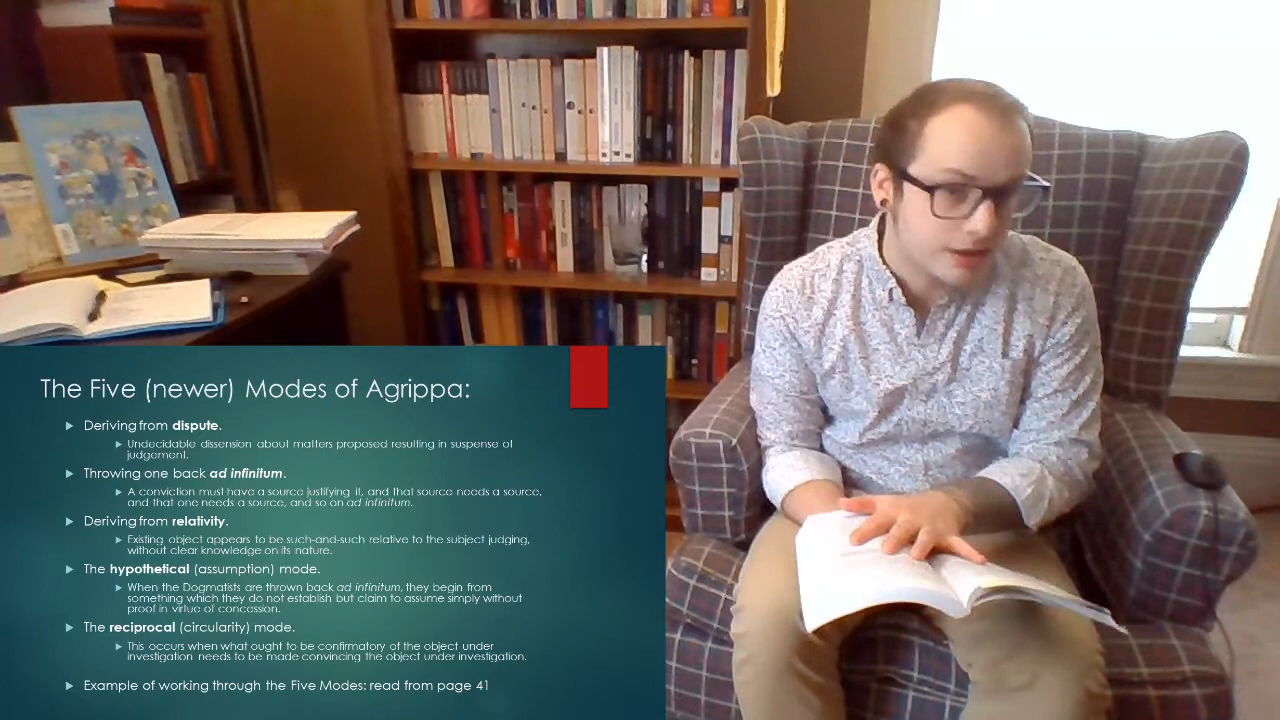 The Five (newer) Modes of Agrippa:
Deriving from dispute.
Undecidable dissension about matters proposed resulting in suspense of
judgement.
Throwing one back ad infinitum.
A conviction must have a source justifying it, and that source needs a source,
and that one needs a source, and so on ad infinitum.
Deriving from relativity.
Existing object appears to be such-and-such relative to the subject judging,
without clear knowledge on its nature.
The hypothetical (assumption) mode.
When the Dogmatists are thrown back ad infinitum, they begin from
something which they do not establish but claim to assume simply without
proof in virtue of concession.
The reciprocal (circularity) mode.
This occurs when what ought to be confirmatory of the object under
investigation needs to be made convincing the object under investigation.
Example of working through the Five Modes: read from page 41